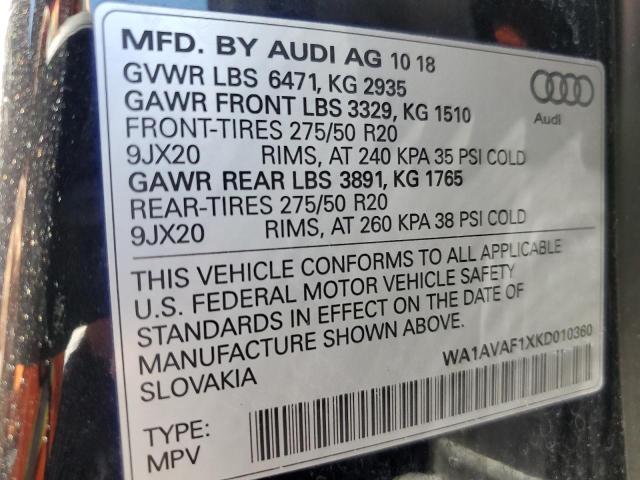 MFD. BY AUDI AG 10 18
GVWR LBS 6471, KG 2935
GAWR FRONT LBS 3329, KG 1510
FRONT-TIRES 275/50 R20
9JX20 RIMS, AT 240 KPA 35 PSI COLD
GAWR REAR LBS 3891, KG 1765
REAR-TIRES 275/50 R20
9JX20 RIMS, AT 260 KPA 38 PSI COLD
Audi
THIS VEHICLE CONFORMS TO ALL APPLICABLE
U.S. FEDERAL MOTOR VEHICLE SAFETY
STANDARDS IN EFFECT ON THE DATE OF
MANUFACTURE SHOWN ABOVE.
SLOVAKIA
WA1AVAF1XKD010360
TYPE:
MPV